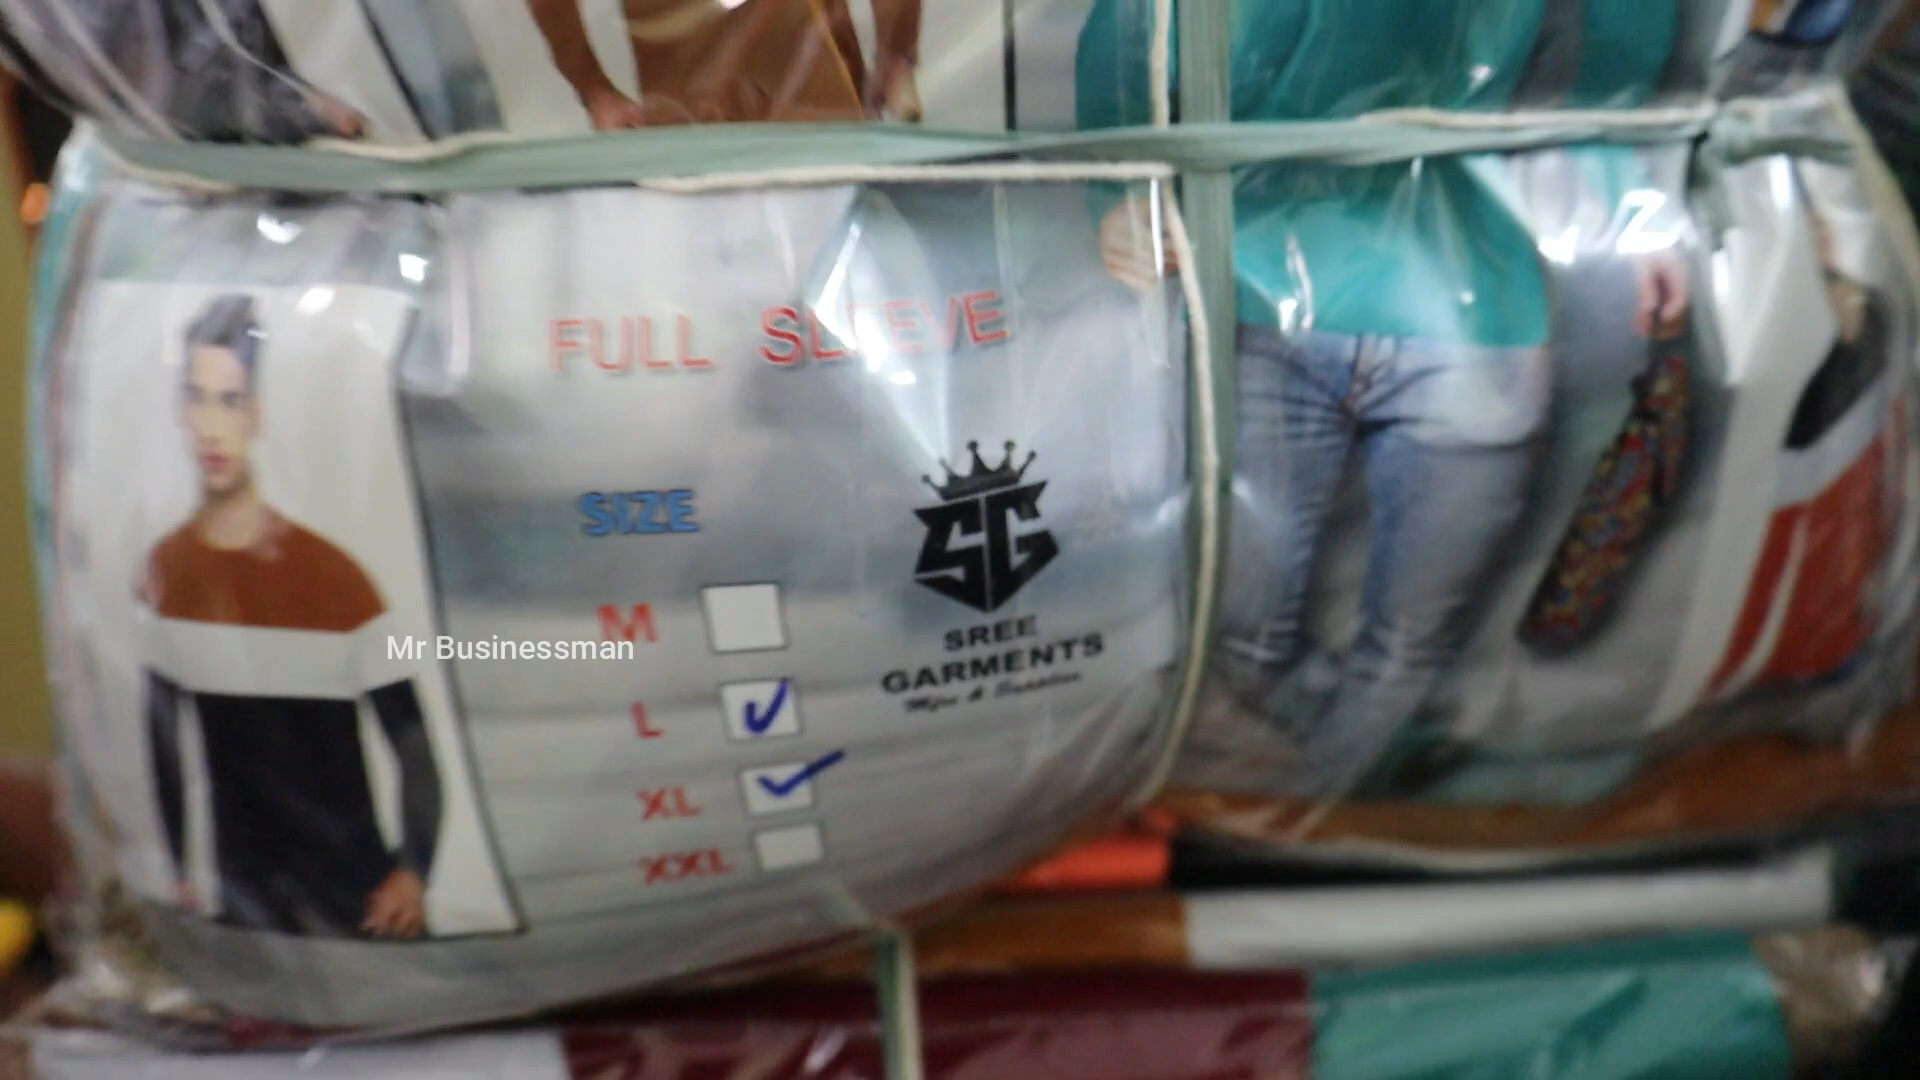 FULL SLEEVE
SIZE
M
L
XL
XXL
SG
SREE
GARMENTS
Mr Businessman